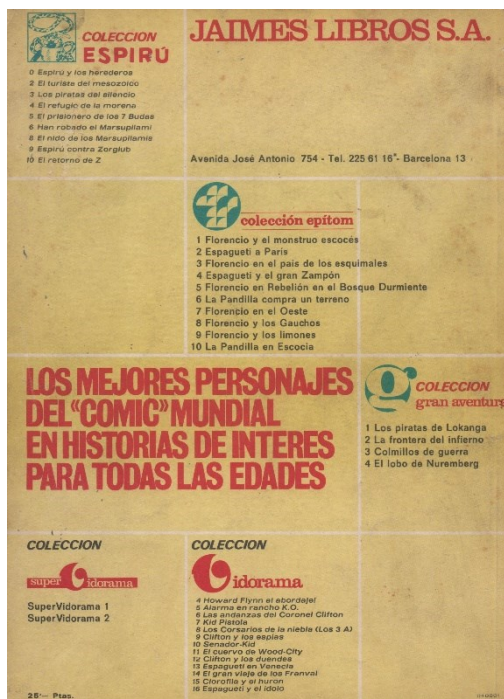 COLECCION
ESPIRÚ
0 Espirú y los herederos
2 El turista del mesozoico
3 Los piratas del silencio
4 El refugio de la morena
5 El prisionero de los 7 Budas
6 Han robado el Marsupilami
8 El nido de los Marsupilamis
9 Espirú contra Zorglub
10 El retorno de Z
JAIMES LIBROS S.A.
Avenida José Antonio 754 - Tel. 225 61 16*- Barcelona 13
colección epítom
1 Florencio y el monstruo escocés
2 Espagueti a París
3 Florencio en el país de los esquimales
4 Espagueti y el gran Zampón
5 Florencio en Rebelión en el Bosque Durmiente
6 La Pandilla compra un terreno
7 Florencio en el Oeste
8 Florencio y los Gauchos
9 Florencio y los limones
10 La Pandilla en Escocia
LOS MEJORES PERSONAJES
DEL «COMIC» MUNDIAL
EN HISTORIAS DE INTERES
PARA TODAS LAS EDADES
COLECCION
gran aventura
1 Los piratas de Lokanga
2 La frontera del infierno
3 Colmillos de guerra
4 El lobo de Nuremberg
COLECCION
super Vidorama
SuperVidorama 1
SuperVidorama 2
COLECCION
Vidorama
4 Howard Flynn al abordaje!
5 Alarma en rancho K.O.
6 Las andanzas del Coronel Clifton
7 Kid Pistola
8 Los Corsarios de la niebla (Los 3 A)
9 Clifton y los espías
10 Senador-Kid
11 El cuervo de Wood-City
12 Clifton y los duendes
13 Espagueti en Venecia
14 El gran viaje de los Franval
15 Clorofila y el hurón
16 Espagueti y el ídolo
25'— Ptas.